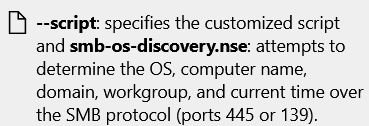 --script: specifies the customized script
and smb-os-discovery.nse: attempts to
determine the OS, computer name,
domain, workgroup, and current time over
the SMB protocol (ports 445 or 139).